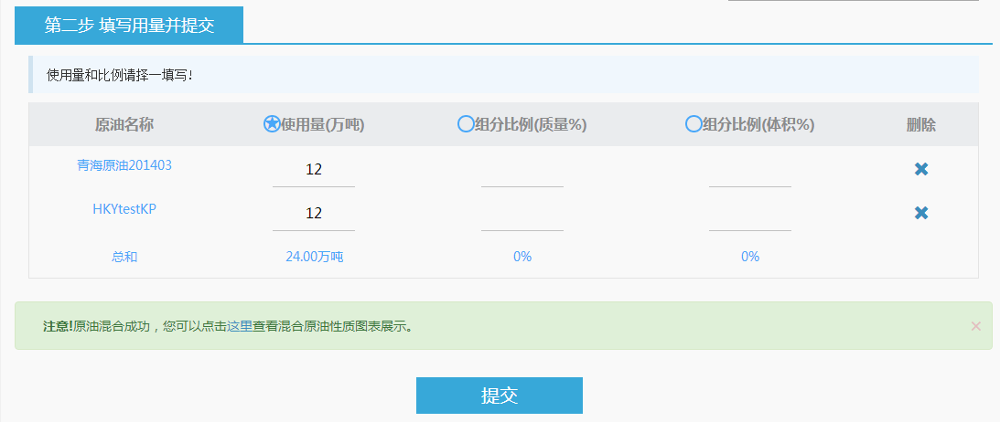 第二步 填写用量并提交
使用量和比例请择一填写!
原油名称 使用量(万吨) 组分比例(质量%) 组分比例(体积%) 删除
青海原油201403 12
HKYtestKP 12
总和 24.00万吨 0% 0%
注意!原油混合成功，您可以点击这里查看混合原油性质图表展示。 ×
提交